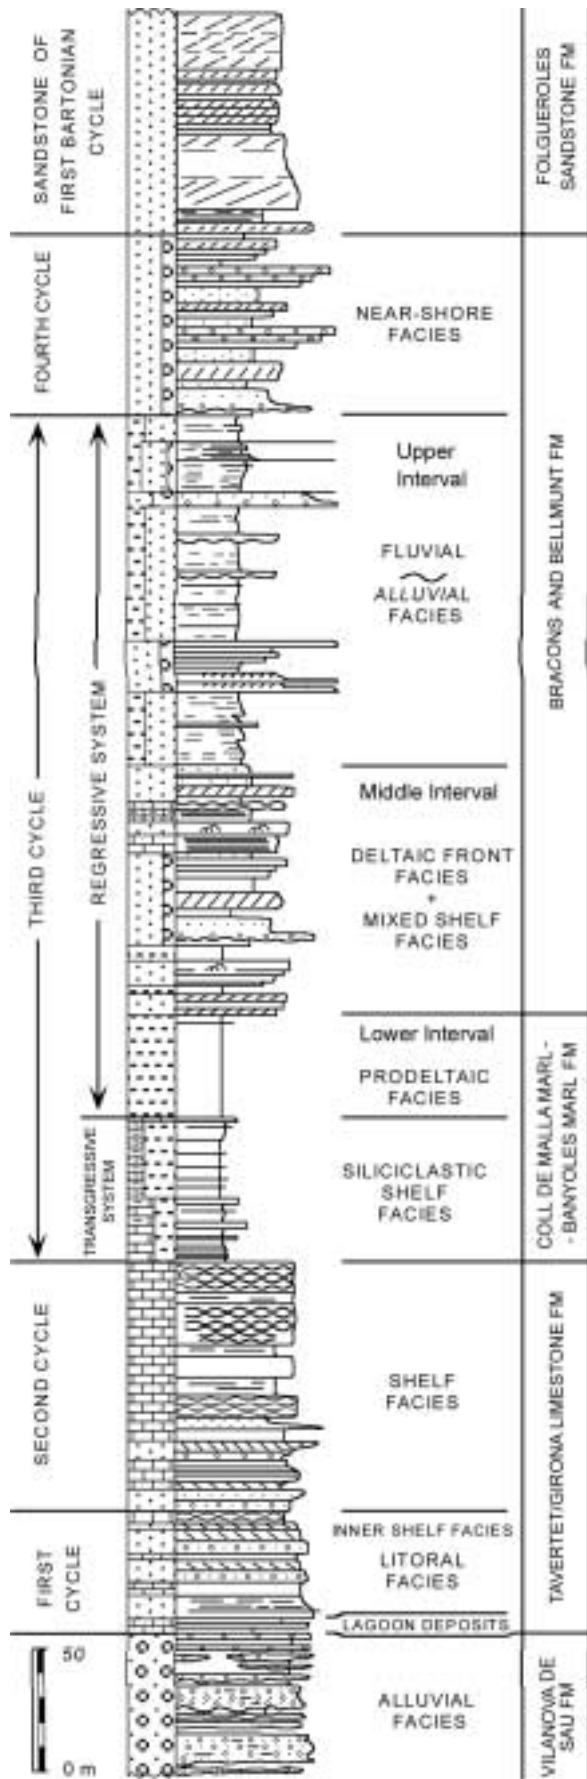 SANDSTONE OF
FIRST BARTONIAN
CYCLE
FOLGUEROLES
SANDSTONE FM
FOURTH CYCLE
NEAR-SHORE
FACIES
THIRD CYCLE
REGRESSIVE SYSTEM
Upper
Interval
FLUVIAL
ALLUVIAL
FACIES
BRACONS AND BELLMUNT FM
Middle Interval
DELTAIC FRONT
FACIES
+
MIXED SHELF
FACIES
Lower Interval
PRODELTAIC
FACIES
TRANSGRESSIVE
SYSTEM
SILICICLASTIC
SHELF
FACIES
COLL DE MALLA MARL-
- BANYOLES MARL FM
SECOND CYCLE
SHELF
FACIES
TAVERTET/GIRONA LIMESTONE FM
FIRST
CYCLE
INNER SHELF FACIES
LITORAL
FACIES
LAGOON DEPOSITS
50
0 m
ALLUVIAL
FACIES
VILANOVA DE
SAU FM